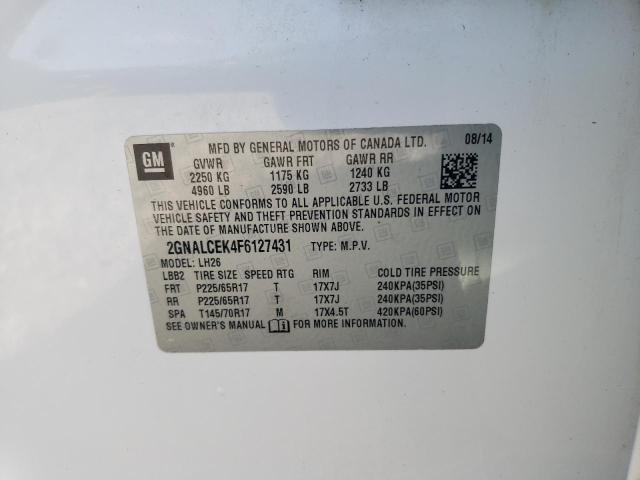 GM
MFD BY GENERAL MOTORS OF CANADA LTD. 08/14
GVWR GAWR FRT GAWR RR
2250 KG 1175 KG 1240 KG
4960 LB 2590 LB 2733 LB
THIS VEHICLE CONFORMS TO ALL APPLICABLE U.S. FEDERAL MOTOR
VEHICLE SAFETY AND THEFT PREVENTION STANDARDS IN EFFECT ON
THE DATE OF MANUFACTURE SHOWN ABOVE.
2GNALCEK4F6127431 TYPE: M.P.V.
MODEL: LH26
LBB2 TIRE SIZE SPEED RTG RIM COLD TIRE PRESSURE
FRT P225/65R17 T 17X7J 240KPA(35PSI)
RR P225/65R17 T 17X7J 240KPA(35PSI)
SPA T145/70R17 M 17X4.5T 420KPA(60PSI)
SEE OWNER'S MANUAL FOR MORE INFORMATION.